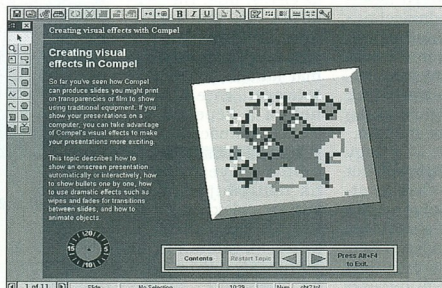 B I U
Creating visual effects with Compel
Creating visual
effects in Compel
So far you've seen how Compel
can produce slides you might print
on transparencies or film to show
using traditional equipment. If you
show your presentations on a
computer, you can take advantage
of Compel's visual effects to make
your presentations more exciting.
This topic describes how to
show an onscreen presentation
automatically or interactively, how
to show bullets one by one, how
to use dramatic effects such as
wipes and fades for transitions
between slides, and how to
animate objects.
Contents
Restart Topic
Press Alt+F4
to Exit.
1 of 11
Slide
No Selection
10:29
Num